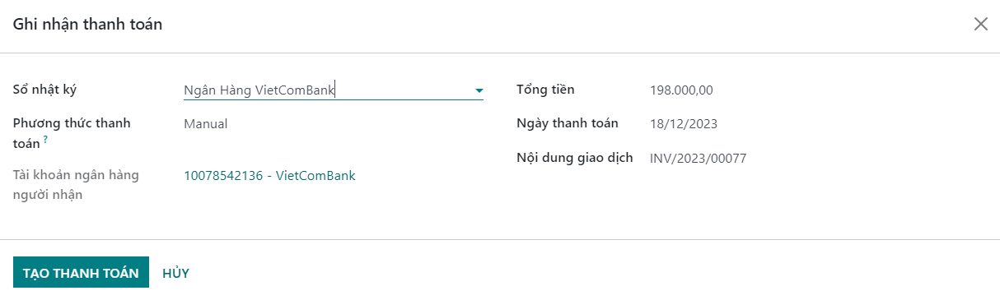 Ghi nhận thanh toán
Sổ nhật ký
Ngân Hàng VietComBank
Phương thức thanh
toán ?
Manual
Tài khoản ngân hàng
người nhận
10078542136 - VietComBank
Tổng tiền
198.000,00
Ngày thanh toán
18/12/2023
Nội dung giao dịch
INV/2023/00077
TẠO THANH TOÁN
HỦY